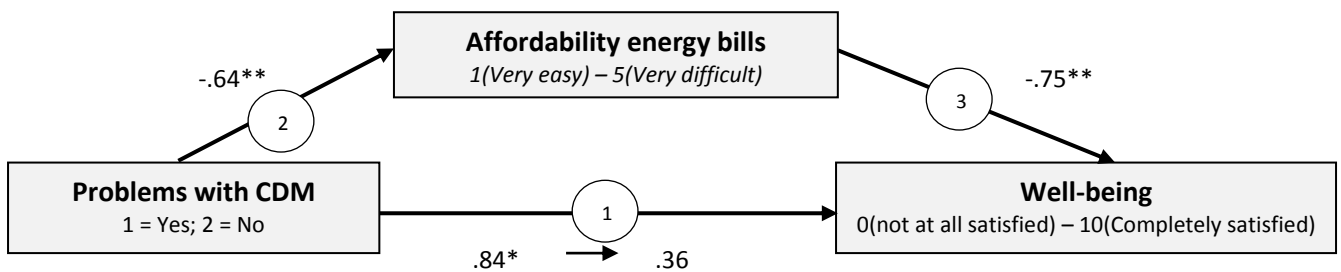 Affordability energy bills
1(Very easy) – 5(Very difficult)
-.64**
-.75**
2
3
Problems with CDM
1 = Yes; 2 = No
1
Well-being
0(not at all satisfied) – 10(Completely satisfied)
.84*
.36